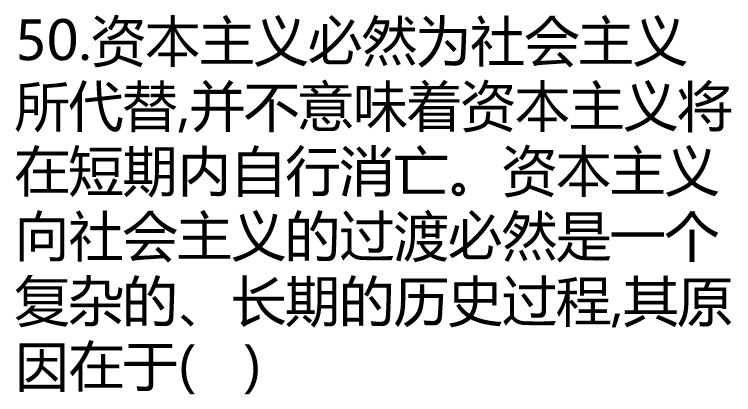 50.资本主义必然为社会主义
所代替,并不意味着资本主义将
在短期内自行消亡。资本主义
向社会主义的过渡必然是一个
复杂的、长期的历史过程,其原
因在于(   )